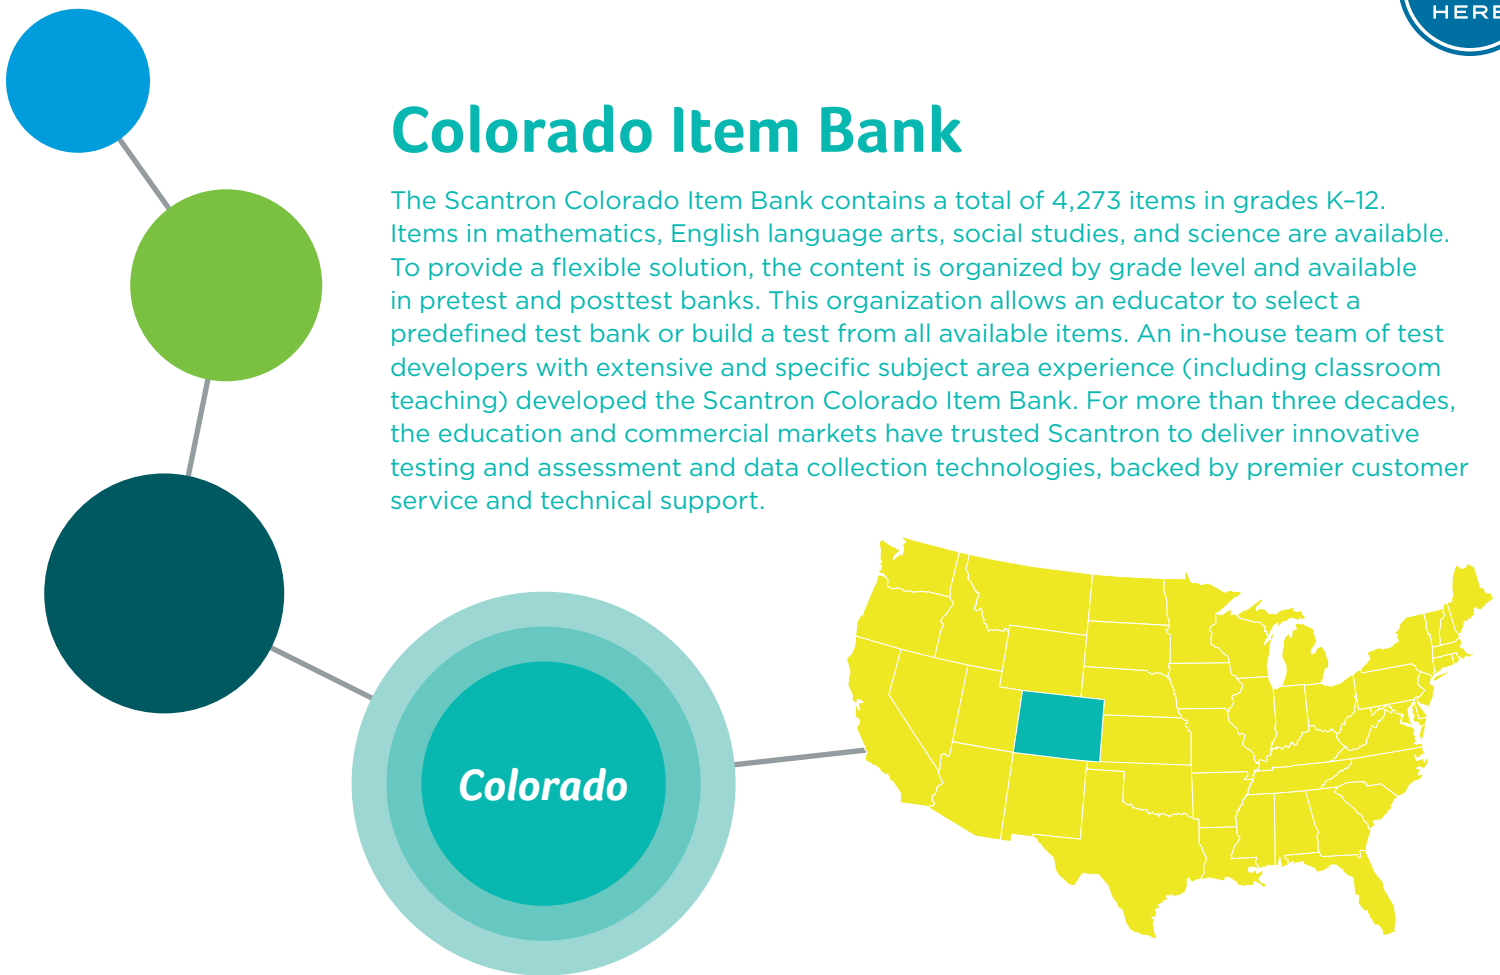 HERE
Colorado Item Bank
The Scantron Colorado Item Bank contains a total of 4,273 items in grades K–12.
Items in mathematics, English language arts, social studies, and science are available.
To provide a flexible solution, the content is organized by grade level and available
in pretest and posttest banks. This organization allows an educator to select a
predefined test bank or build a test from all available items. An in-house team of test
developers with extensive and specific subject area experience (including classroom
teaching) developed the Scantron Colorado Item Bank. For more than three decades,
the education and commercial markets have trusted Scantron to deliver innovative
testing and assessment and data collection technologies, backed by premier customer
service and technical support.
Colorado